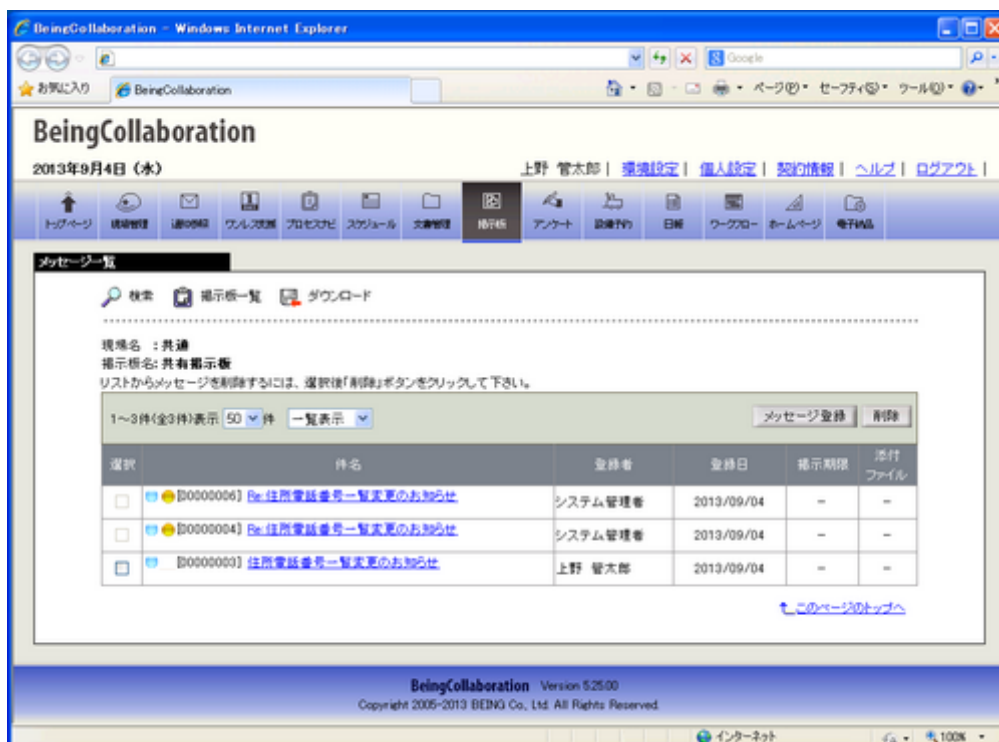 BeingCollaboration - Windows Internet Explorer
Google
お気に入り BeingCollaboration ページ(P) セーフティ(S) ツール(O)
BeingCollaboration
2013年9月4日（水） 上野 管太郎 | 環境設定 | 個人設定 | 契約情報 | ヘルプ | ログアウト |
トップページ 現場管理 プロセスナビ スケジュール 文書管理 掲示板 アンケート 設備予約 日報 ワークフロー ホームページ 電子納品
メッセージ一覧
検索 掲示板一覧 ダウンロード
現場名 ：共通
掲示板名：共有掲示板
リストからメッセージを削除するには、選択後「削除」ボタンをクリックして下さい。
1～3件(全3件)表示 50 件 一覧表示 メッセージ登録 削除
選択 件名 登録者 登録日 掲示期限 添付ファイル
[00000006] Re:住所電話番号一覧変更のお知らせ システム管理者 2013/09/04 － －
[00000004] Re:住所電話番号一覧変更のお知らせ システム管理者 2013/09/04 － －
[00000003] 住所電話番号一覧変更のお知らせ 上野 管太郎 2013/09/04 － －
このページのトップへ
BeingCollaboration Version 5.25.00
Copyright 2005-2013 BEING Co., Ltd. All Rights Reserved.
インターネット 100%